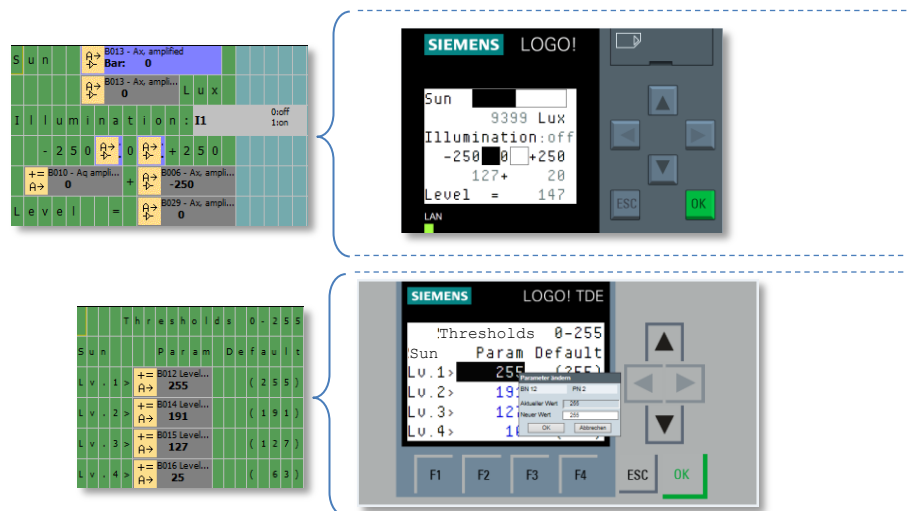 Sun B013 - Ax, amplified
Bar: 0
B013 - Ax, ampli...
0 Lux
Illumination: I1 0:off
1:on
-250 0 +250
B010 - Aq ampli... + B006 - Ax, ampli...
0 -250
Level = B029 - Ax, ampli...
0
SIEMENS LOGO!
Sun
9399 Lux
Illumination:off
-250 0 +250
127+ 20
Level = 147
LAN
ESC OK
Thresholds 0-255
Sun Param Default
Lv.1> B012 Level...
255 (255)
Lv.2> B014 Level...
191 (191)
Lv.3> B015 Level...
127 (127)
Lv.4> B016 Level...
25 ( 63)
SIEMENS LOGO! TDE
Thresholds 0-255
Sun Param Default
Lv.1> 255 (255)
Lv.2> 19
Lv.3> 12
Lv.4>
Parameter ändern
BN 12 PN 2
Aktueller Wert 255
Neuer Wert 255
OK Abbrechen
F1 F2 F3 F4 ESC OK